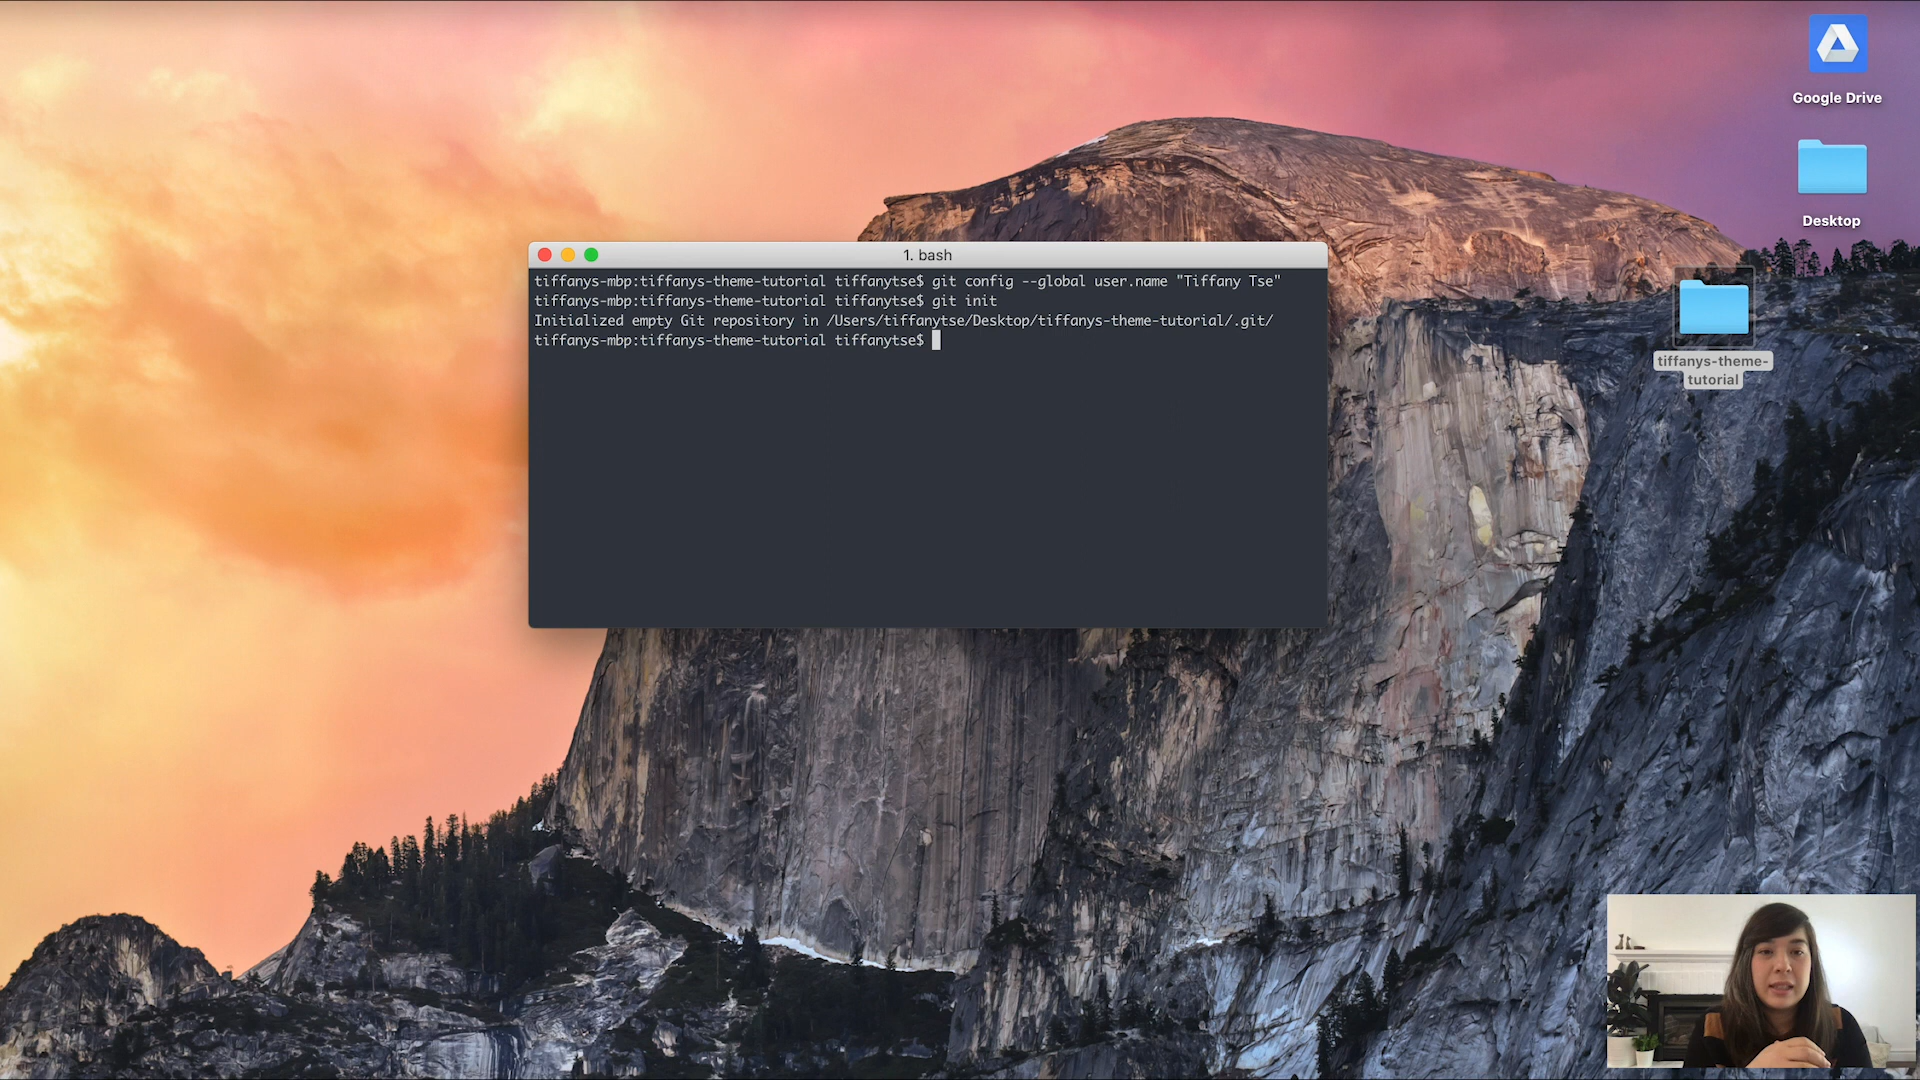 Google Drive
Desktop
1. bash
tiffanys-mbp:tiffanys-theme-tutorial tiffanytse$ git config --global user.name "Tiffany Tse"
tiffanys-mbp:tiffanys-theme-tutorial tiffanytse$ git init
Initialized empty Git repository in /Users/tiffanytse/Desktop/tiffanys-theme-tutorial/.git/
tiffanys-mbp:tiffanys-theme-tutorial tiffanytse$
tiffanys-theme-
tutorial